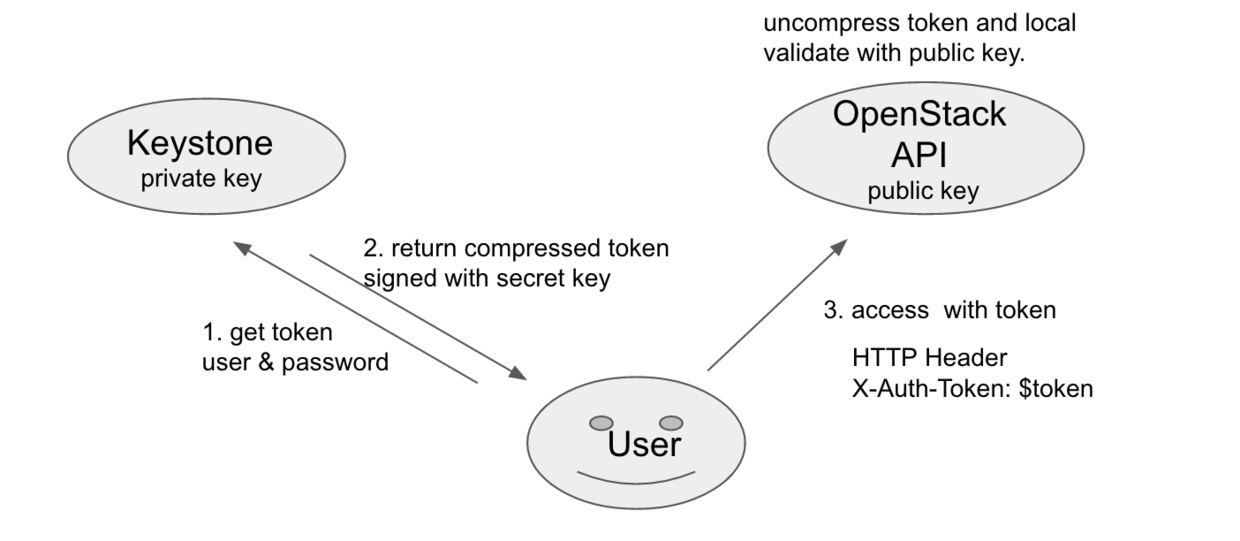 uncompress token and local
validate with public key.
Keystone
private key
OpenStack
API
public key
2. return compressed token
signed with secret key
1. get token
user & password
3. access  with token
HTTP Header
X-Auth-Token: $token
User